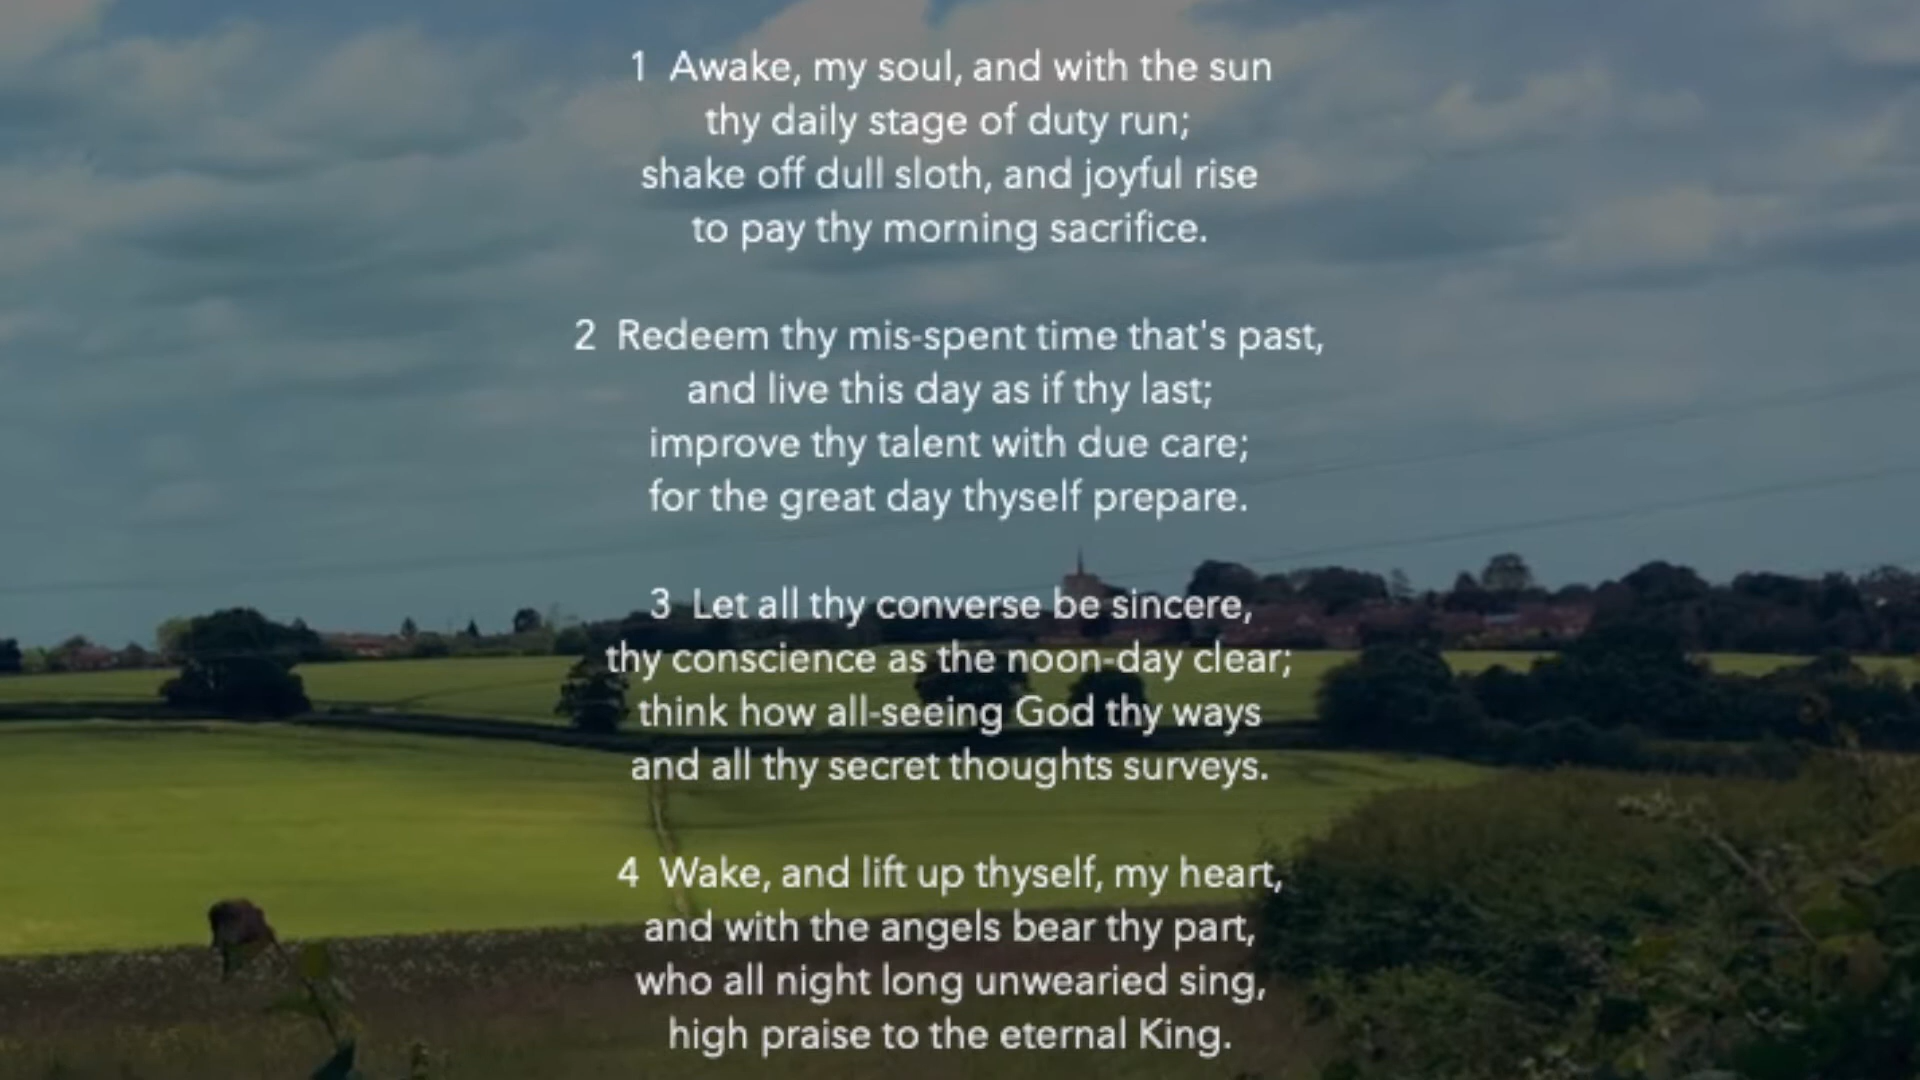 1 Awake, my soul, and with the sun
thy daily stage of duty run;
shake off dull sloth, and joyful rise
to pay thy morning sacrifice.
2 Redeem thy mis-spent time that's past,
and live this day as if thy last;
improve thy talent with due care;
for the great day thyself prepare.
3 Let all thy converse be sincere,
thy conscience as the noon-day clear;
think how all-seeing God thy ways
and all thy secret thoughts surveys.
4 Wake, and lift up thyself, my heart,
and with the angels bear thy part,
who all night long unwearied sing,
high praise to the eternal King.